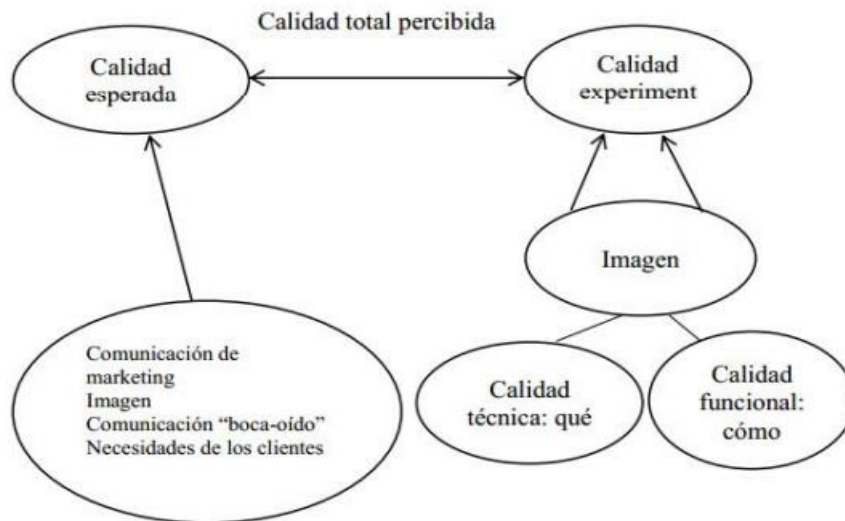 Calidad total percibida
Calidad
esperada
Calidad
experiment
Imagen
Comunicación de
marketing
Imagen
Comunicación “boca-oído”
Necesidades de los clientes
Calidad
técnica: qué
Calidad
funcional:
cómo